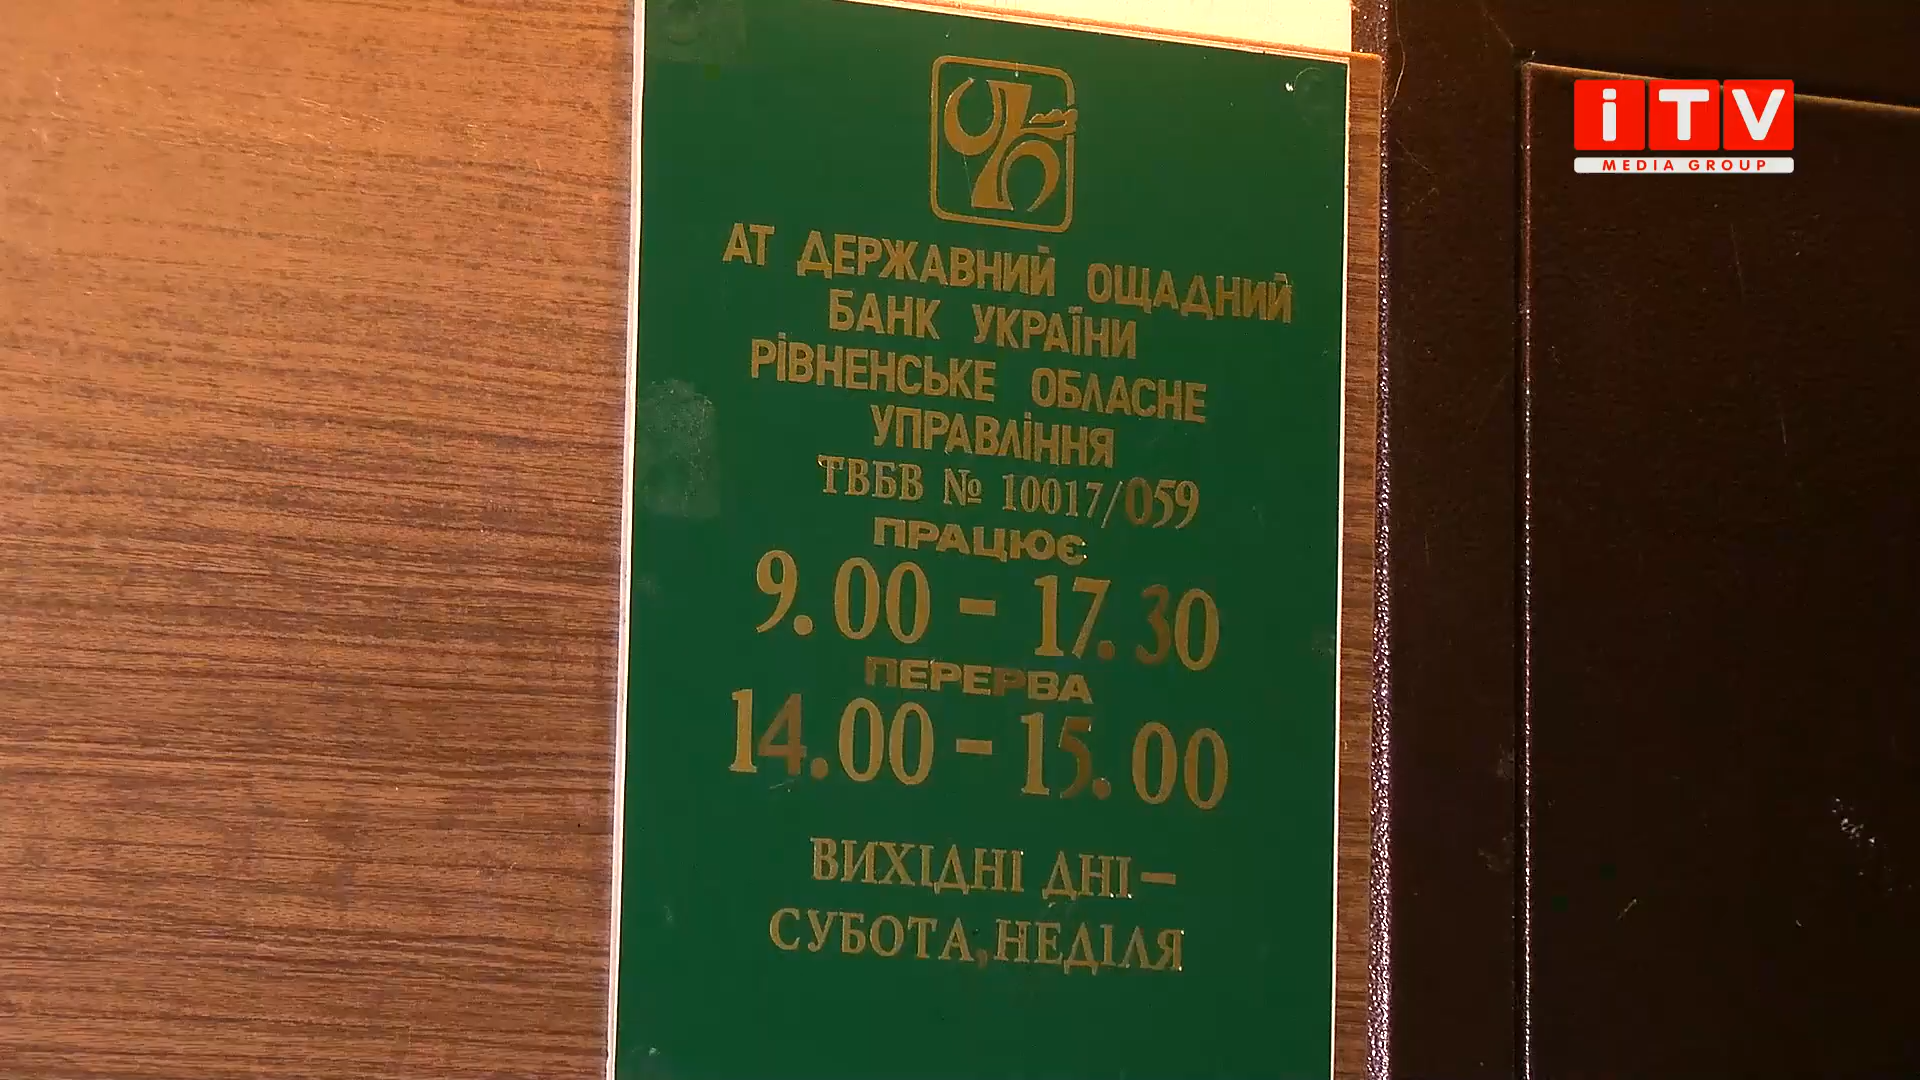 iTV
MEDIA GROUP
АТ ДЕРЖАВНИЙ ОЩАДНИЙ
БАНК УКРАЇНИ
РІВНЕНСЬКЕ ОБЛАСНЕ
УПРАВЛІННЯ
ТВБВ № 10017/059
ПРАЦЮЄ
9.00 - 17.30
ПЕРЕРВА
14.00 - 15.00
ВИХІДНІ ДНІ -
СУБОТА, НЕДІЛЯ